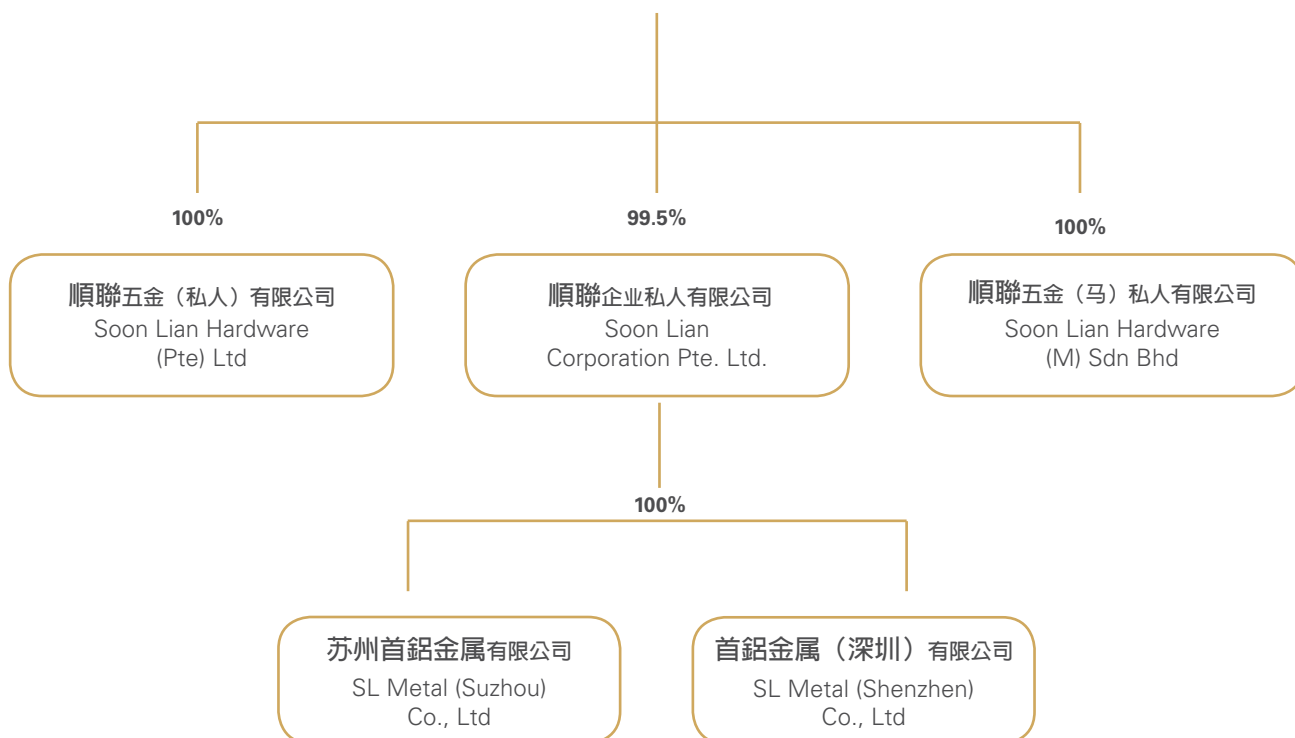 100%
99.5%
100%
順聯五金（私人）有限公司
Soon Lian Hardware
(Pte) Ltd
順聯企业私人有限公司
Soon Lian
Corporation Pte. Ltd.
順聯五金（马）私人有限公司
Soon Lian Hardware
(M) Sdn Bhd
100%
苏州首鋁金属有限公司
SL Metal (Suzhou)
Co., Ltd
首鋁金属（深圳）有限公司
SL Metal (Shenzhen)
Co., Ltd